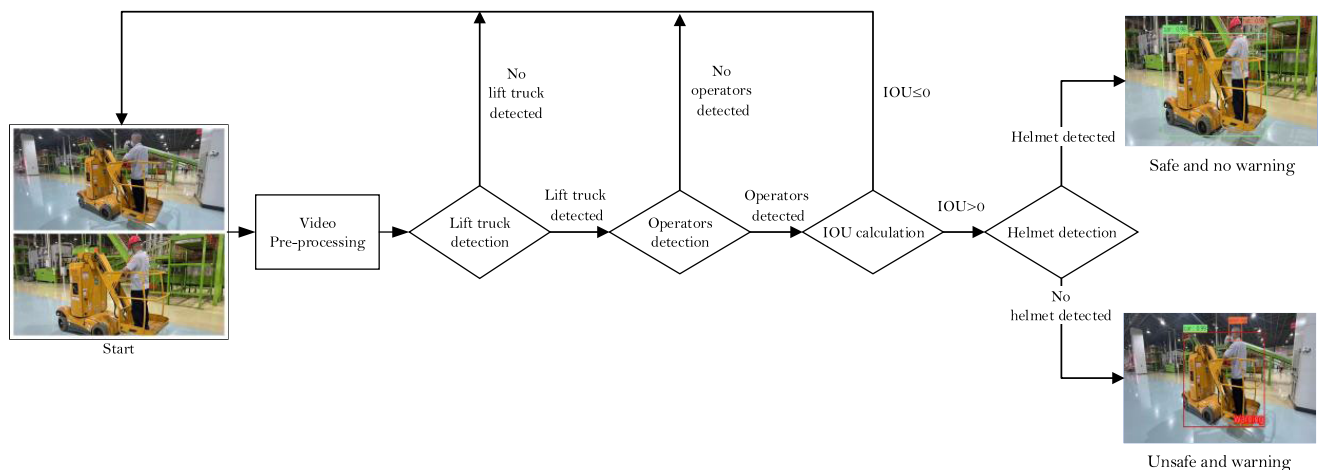 Start
Video
Pre-processing
Lift truck
detection
No
lift truck
detected
Lift truck
detected
Operators
detection
No
operators
detected
Operators
detected
IOU calculation
IOU≤0
IOU>0
Helmet detection
Helmet detected
Safe and no warning
No
helmet detected
Warning
Unsafe and warning